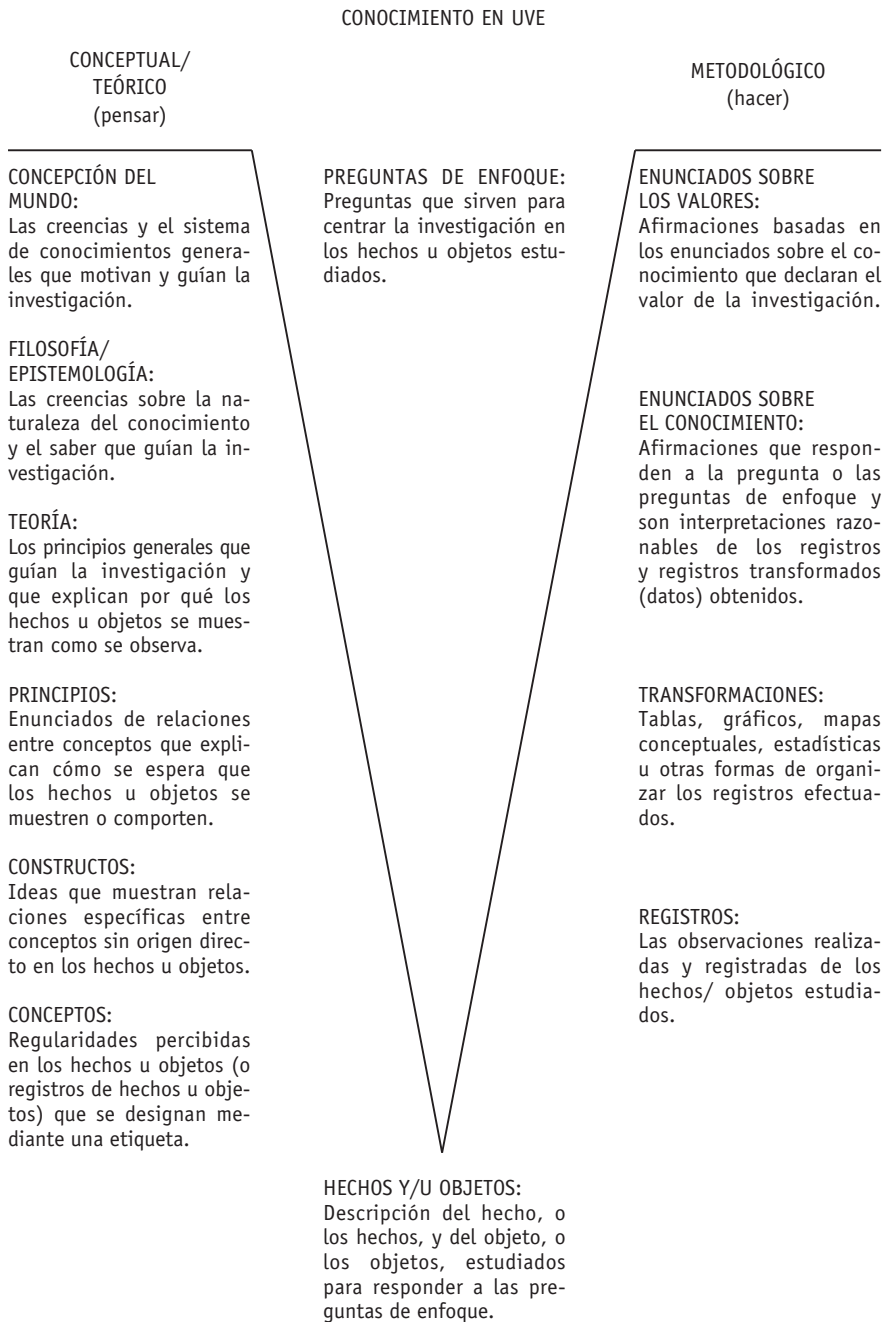 CONOCIMIENTO EN UVE
CONCEPTUAL/
TEÓRICO
(pensar)
METODOLÓGICO
(hacer)
CONCEPCIÓN DEL
MUNDO:
Las creencias y el sistema
de conocimientos genera-
les que motivan y guían la
investigación.
FILOSOFÍA/
EPISTEMOLOGÍA:
Las creencias sobre la na-
turaleza del conocimiento
y el saber que guían la in-
vestigación.
TEORÍA:
Los principios generales que
guían la investigación y
que explican por qué los
hechos u objetos se mues-
tran como se observa.
PRINCIPIOS:
Enunciados de relaciones
entre conceptos que expli-
can cómo se espera que
los hechos u objetos se
muestren o comporten.
CONSTRUCTOS:
Ideas que muestran rela-
ciones específicas entre
conceptos sin origen direc-
to en los hechos u objetos.
CONCEPTOS:
Regularidades percibidas
en los hechos u objetos (o
registros de hechos u obje-
tos) que se designan me-
diante una etiqueta.
PREGUNTAS DE ENFOQUE:
Preguntas que sirven para
centrar la investigación en
los hechos u objetos estu-
diados.
ENUNCIADOS SOBRE
LOS VALORES:
Afirmaciones basadas en
los enunciados sobre el co-
nocimiento que declaran el
valor de la investigación.
ENUNCIADOS SOBRE
EL CONOCIMIENTO:
Afirmaciones que respon-
den a la pregunta o las
preguntas de enfoque y
son interpretaciones razo-
nables de los registros
y registros transformados
(datos) obtenidos.
TRANSFORMACIONES:
Tablas, gráficos, mapas
conceptuales, estadísticas
u otras formas de organi-
zar los registros efectua-
dos.
REGISTROS:
Las observaciones realiza-
das y registradas de los
hechos/ objetos estudia-
dos.
HECHOS Y/U OBJETOS:
Descripción del hecho, o
los hechos, y del objeto, o
los objetos, estudiados
para responder a las pre-
guntas de enfoque.